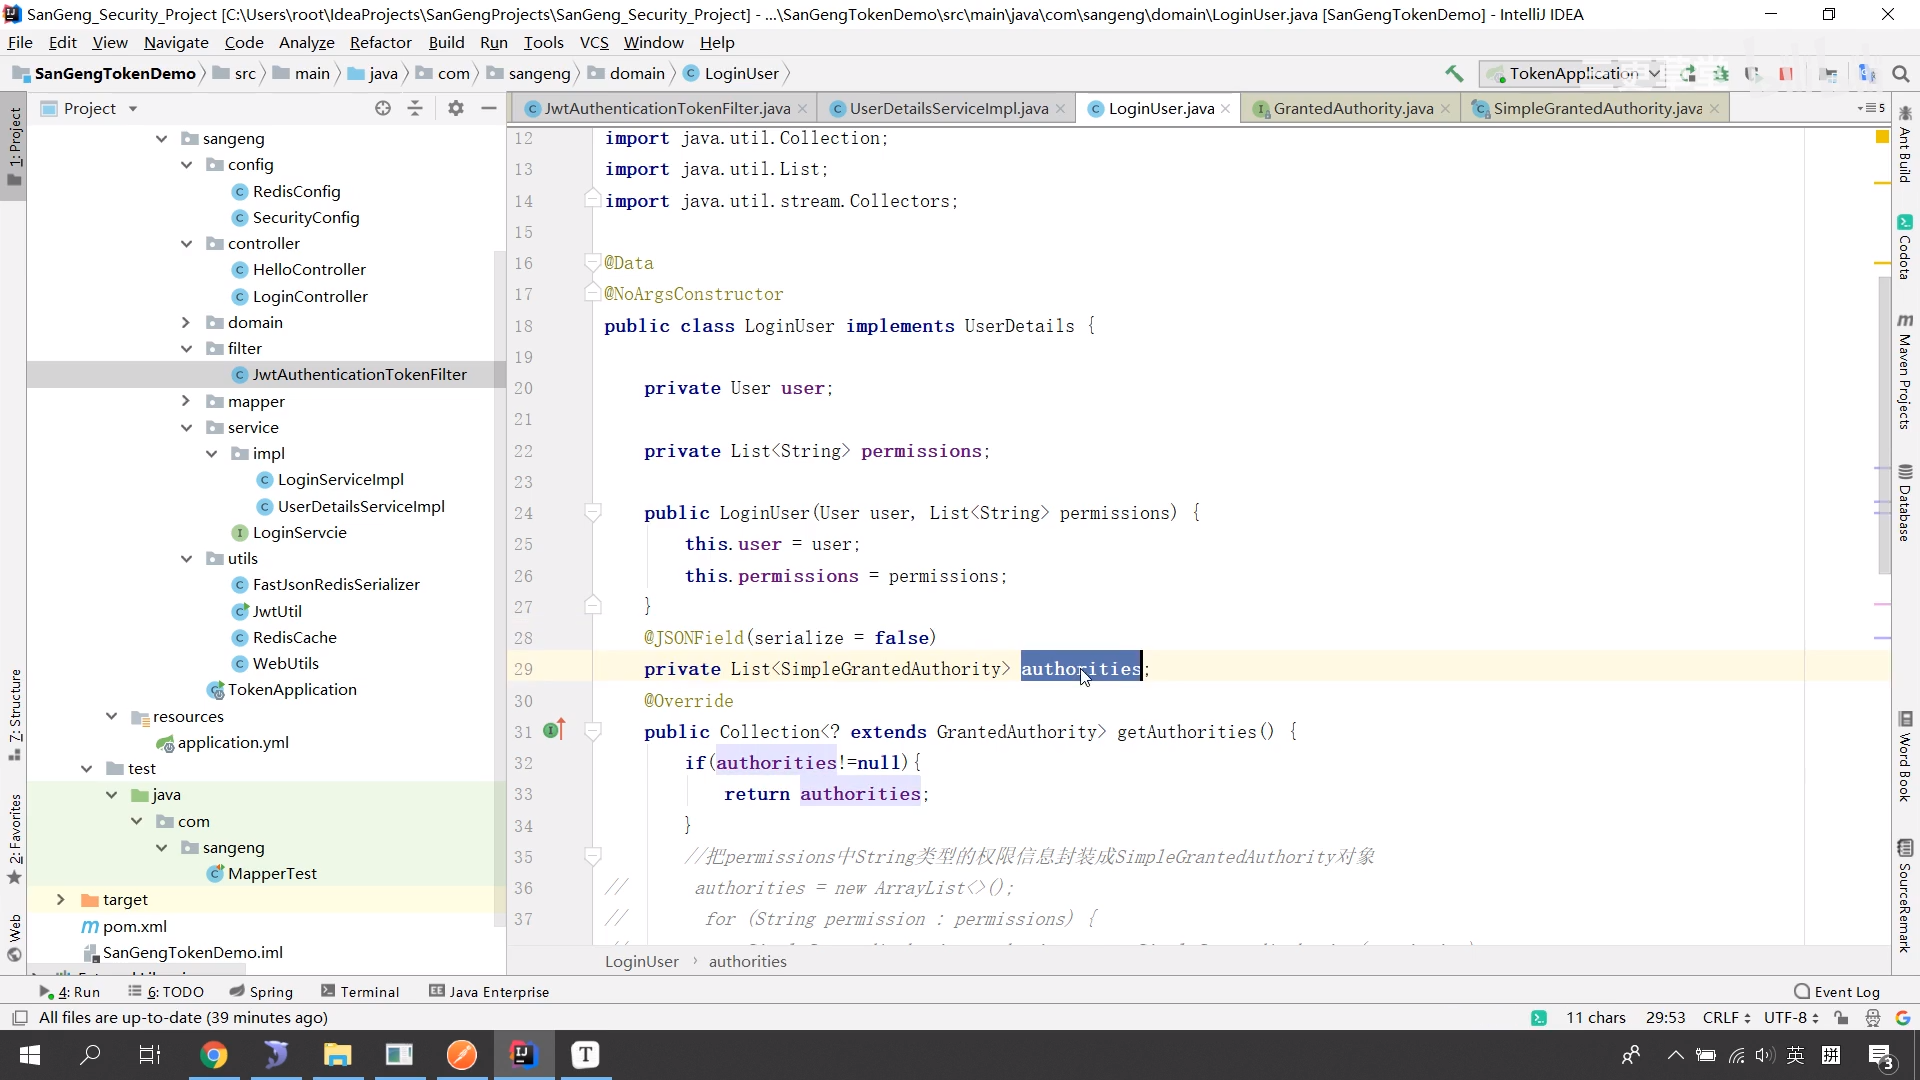 SanGeng_Security_Project [C:\Users\root\IdeaProjects\SanGengProjects\SanGeng_Security_Project] - ...\SanGengTokenDemo\src\main\java\com\sangeng\domain\LoginUser.java [SanGengTokenDemo] - IntelliJ IDEA
File Edit View Navigate Code Analyze Refactor Build Run Tools VCS Window Help
SanGengTokenDemo src main java com sangeng domain LoginUser TokenApplication
Project JwtAuthenticationTokenFilter.java UserDetailsServiceImpl.java LoginUser.java GrantedAuthority.java SimpleGrantedAuthority.java 5
1: Project
7: Structure
2: Favorites
Web
sangeng
config
RedisConfig
SecurityConfig
controller
HelloController
LoginController
domain
filter
JwtAuthenticationTokenFilter
mapper
service
impl
LoginServiceImpl
UserDetailsServiceImpl
LoginServcie
utils
FastJsonRedisSerializer
JwtUtil
RedisCache
WebUtils
TokenApplication
resources
application.yml
test
java
com
sangeng
MapperTest
target
pom.xml
SanGengTokenDemo.iml
12 import java.util.Collection;
13 import java.util.List;
14 import java.util.stream.Collectors;
15
16 @Data
17 @NoArgsConstructor
18 public class LoginUser implements UserDetails {
19
20 private User user;
21
22 private List<String> permissions;
23
24 public LoginUser(User user, List<String> permissions) {
25 this.user = user;
26 this.permissions = permissions;
27 }
28 @JSONField(serialize = false)
29 private List<SimpleGrantedAuthority> authorities;
30 @Override
31 public Collection<? extends GrantedAuthority> getAuthorities() {
32 if(authorities!=null){
33 return authorities;
34 }
35 //把permissions中String类型的权限信息封装成SimpleGrantedAuthority对象
36 // authorities = new ArrayList<>();
37 // for (String permission : permissions) {
LoginUser authorities
Ant Build
Codota
Maven Projects
Database
Word Book
SourceRemark
4: Run 6: TODO Spring Terminal Java Enterprise Event Log
All files are up-to-date (39 minutes ago) 11 chars 29:53 CRLF UTF-8
英 拼 3